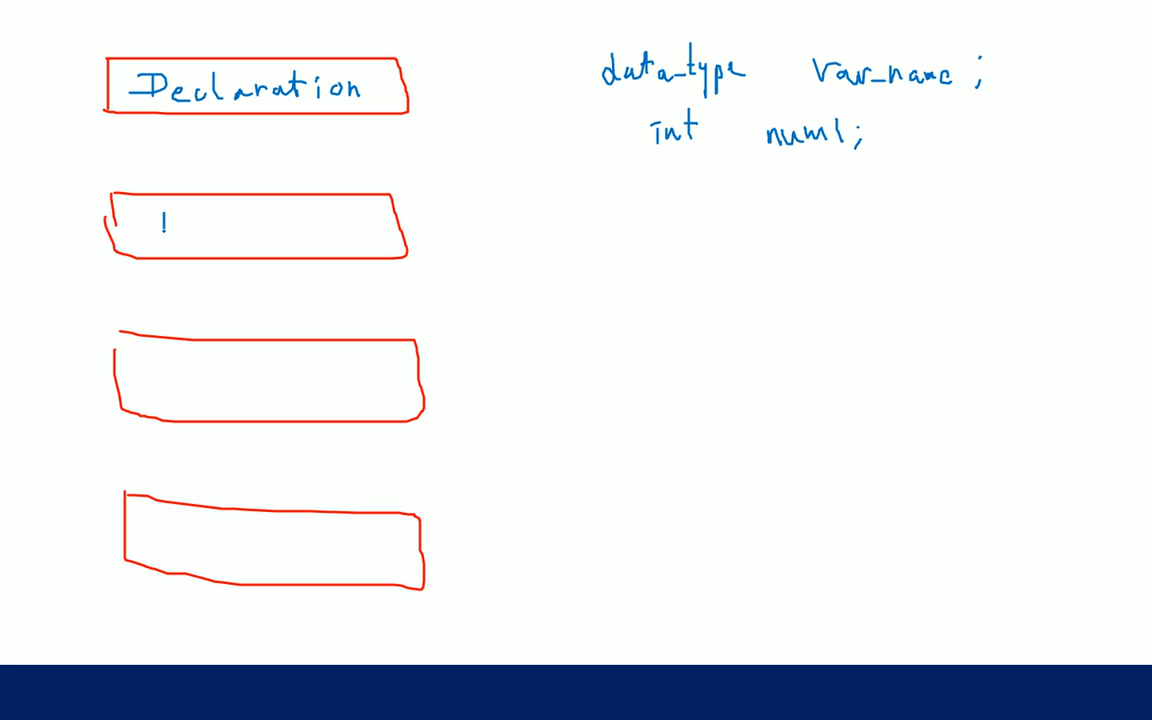 Declaration
data_type var_name ;
int num1;